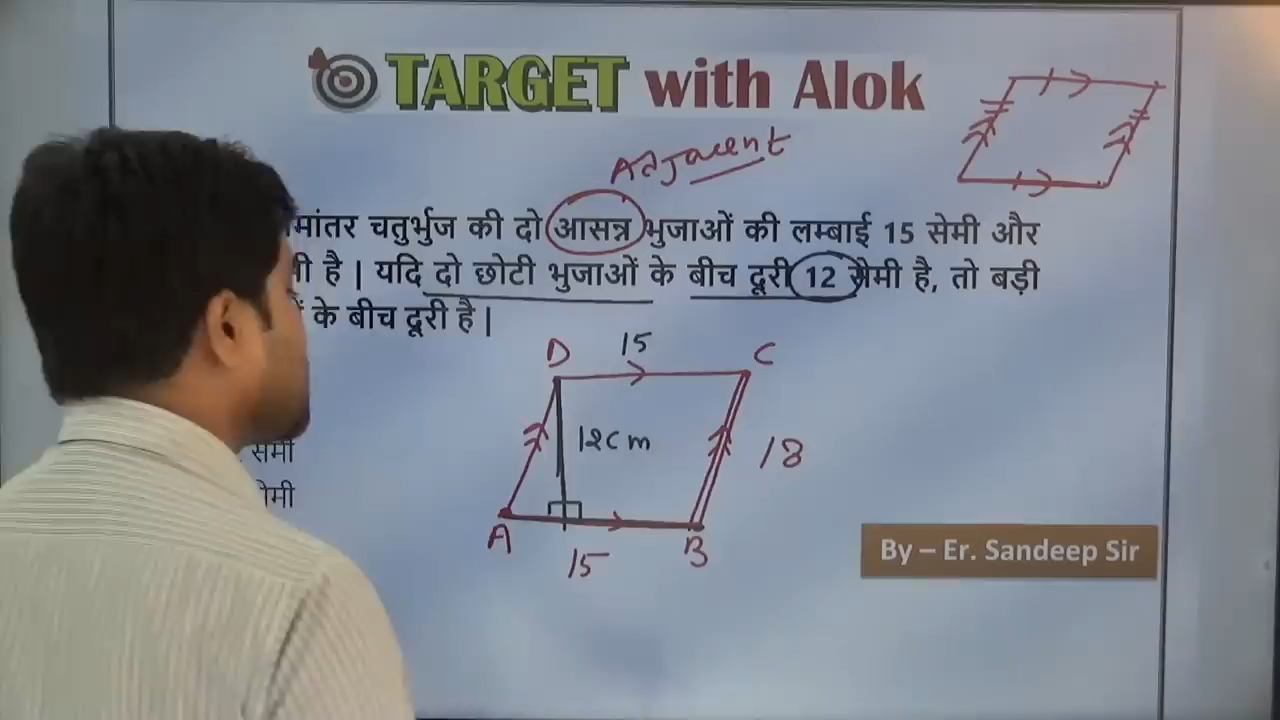 TARGET with Alok
Adjacent
मांतर चतुर्भुज की दो आसन्न भुजाओं की लम्बाई 15 सेमी और
है | यदि दो छोटी भुजाओं के बीच दूरी 12 सेमी है, तो बड़ी
के बीच दूरी है |
D 15 C
12cm
18
सेमी
A B
15
By – Er. Sandeep Sir